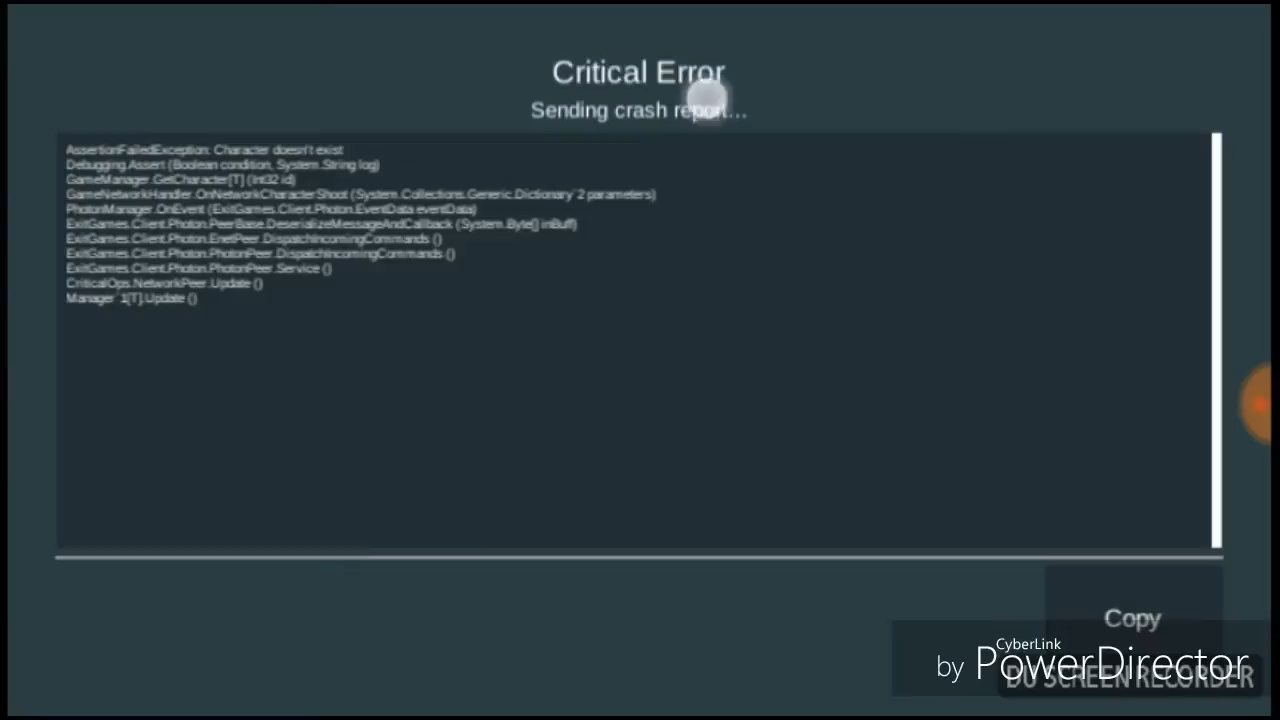 Critical Error
Sending crash report...
AssertionFailedException: Character doesn't exist
Debugging.Assert (Boolean condition, System.String log)
GameManager.GetCharacter[T] (Int32 id)
GameNetworkHandler.OnNetworkCharacterShoot (System.Collections.Generic.Dictionary`2 parameters)
PhotonManager.OnEvent (ExitGames.Client.Photon.EventData eventData)
ExitGames.Client.Photon.PeerBase.DeserializeMessageAndCallback (System.Byte[] inBuff)
ExitGames.Client.Photon.EnetPeer.DispatchIncomingCommands ()
ExitGames.Client.Photon.PhotonPeer.DispatchIncomingCommands ()
ExitGames.Client.Photon.PhotonPeer.Service ()
CriticalOps.NetworkPeer.Update ()
Manager`1[T].Update ()
Copy
CyberLink
by PowerDirector
DU SCREEN RECORDER